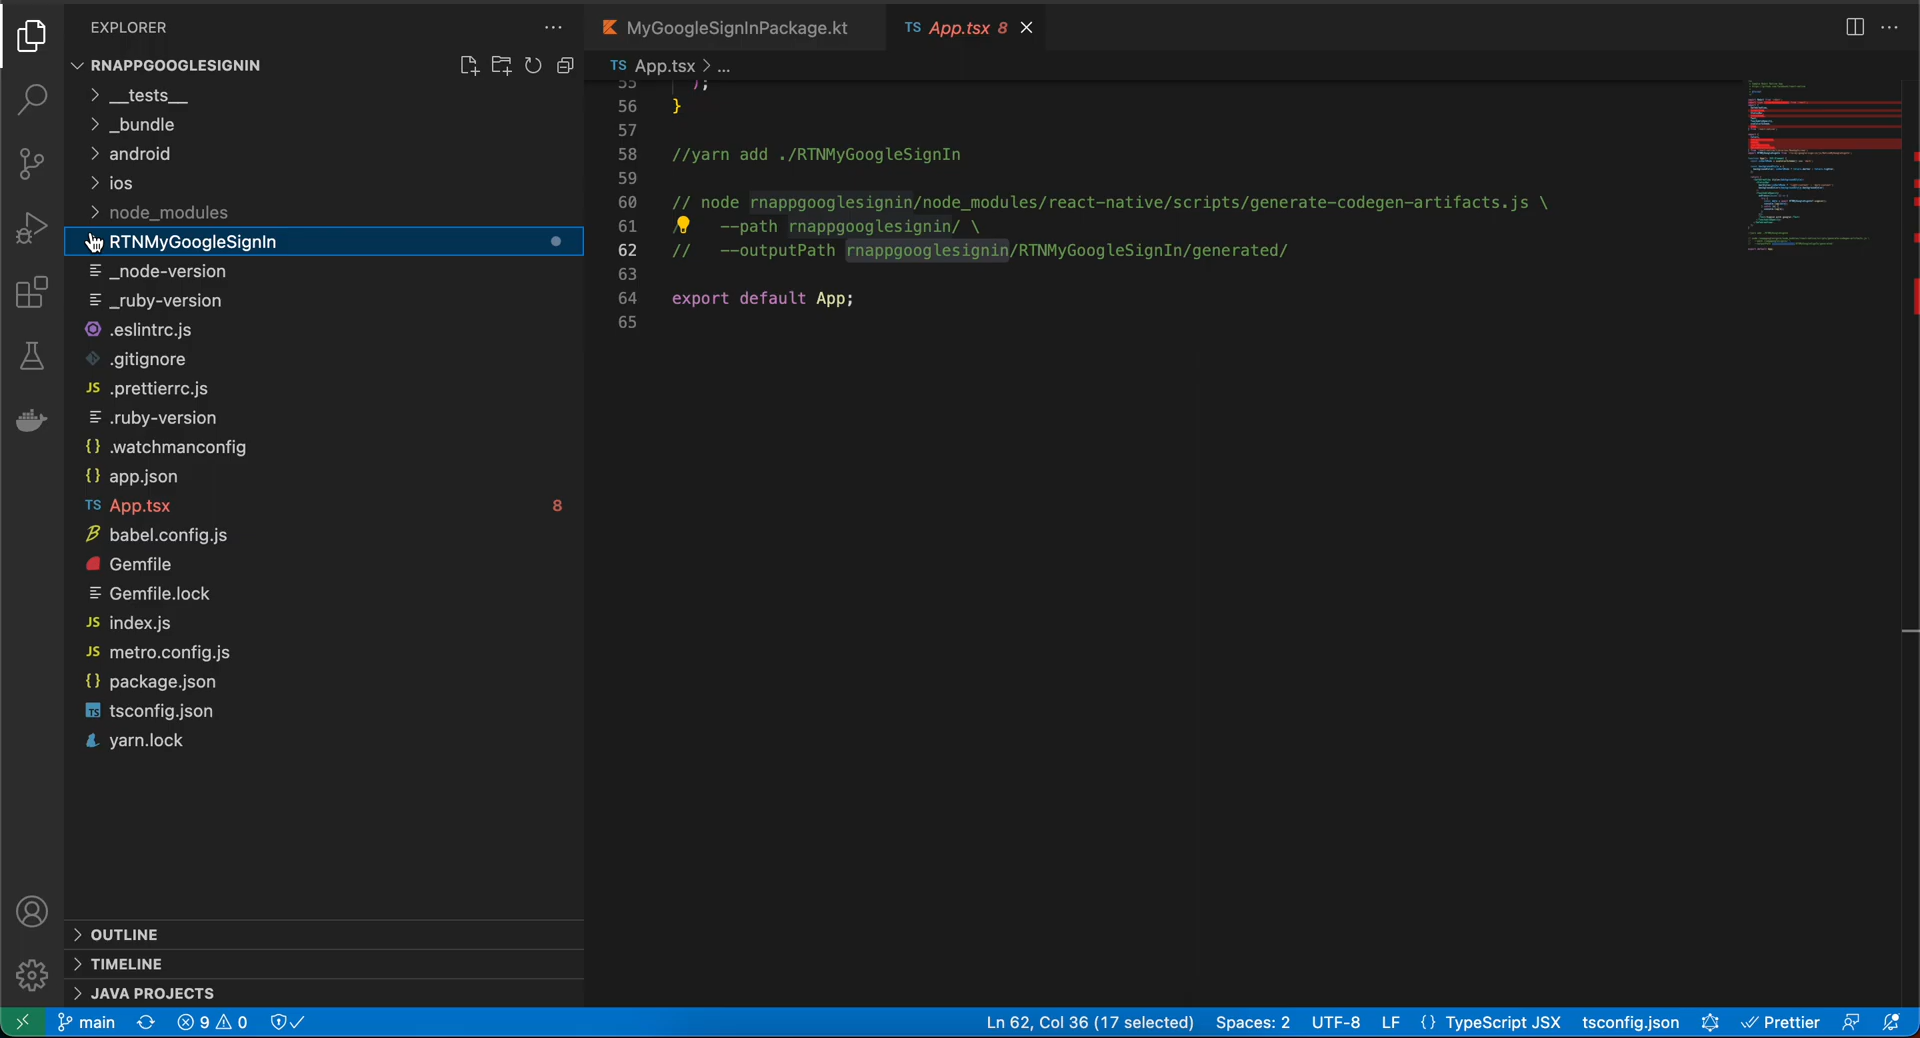 EXPLORER
RNAPPGOOGLESIGNIN
__tests__
_bundle
android
ios
node_modules
RTNMyGoogleSignIn
_node-version
_ruby-version
.eslintrc.js
.gitignore
JS .prettierrc.js
.ruby-version
{} .watchmanconfig
{} app.json
TS App.tsx 8
babel.config.js
Gemfile
Gemfile.lock
JS index.js
JS metro.config.js
{} package.json
TS tsconfig.json
yarn.lock
OUTLINE
TIMELINE
JAVA PROJECTS
MyGoogleSignInPackage.kt
TS App.tsx 8
TS App.tsx > ...
55 );
56 }
57
58 //yarn add ./RTNMyGoogleSignIn
59
60 // node rnappgooglesignin/node_modules/react-native/scripts/generate-codegen-artifacts.js \
61 --path rnappgooglesignin/ \
62 // --outputPath rnappgooglesignin/RTNMyGoogleSignIn/generated/
63
64 export default App;
65
main 9 0 Ln 62, Col 36 (17 selected) Spaces: 2 UTF-8 LF {} TypeScript JSX tsconfig.json Prettier